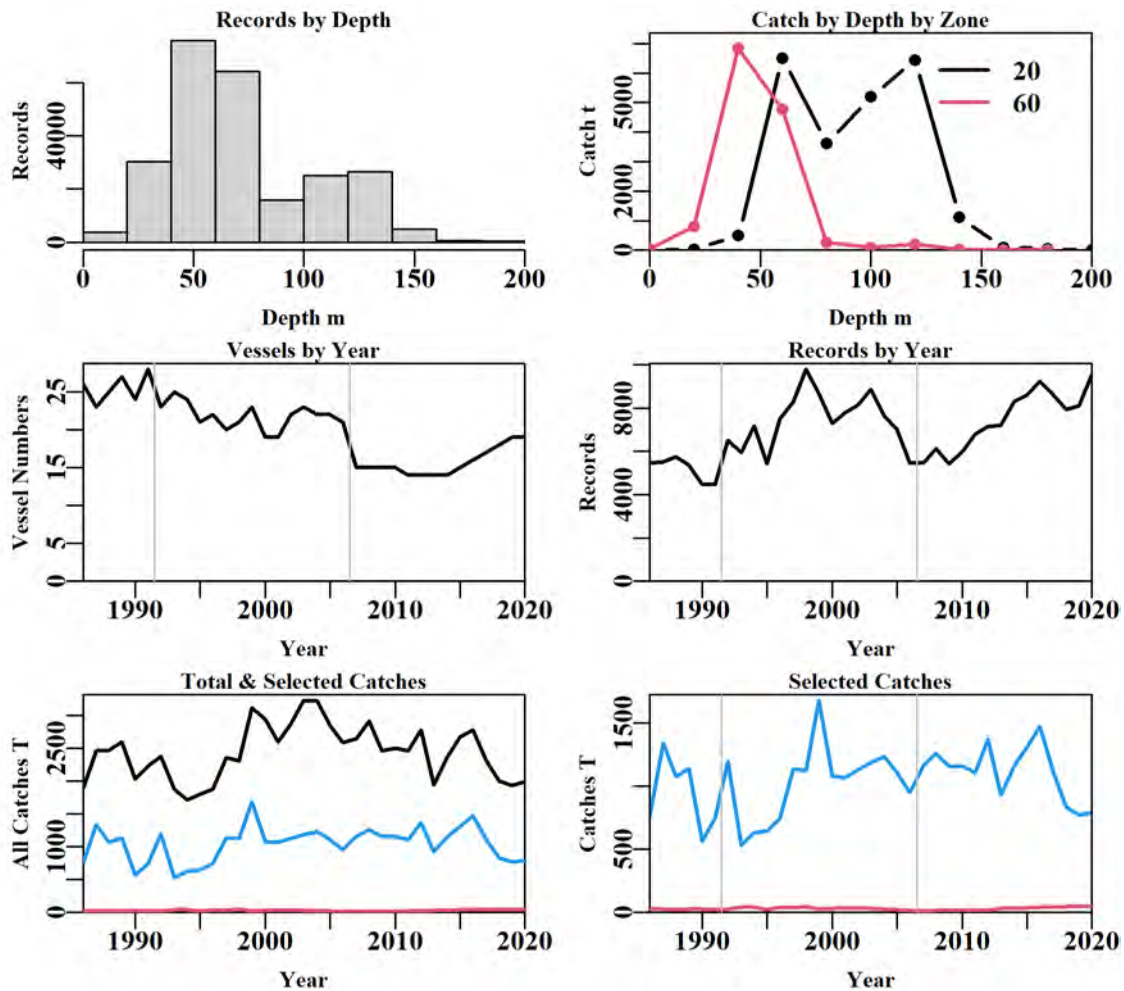 Records by Depth
Records
0 40000
0 50 100 150 200
Depth m
Catch by Depth by Zone
Catch t
0 2000 5000
20
60
0 50 100 150 200
Depth m
Vessels by Year
Vessel Numbers
0 5 15 25
1990 2000 2010 2020
Year
Records by Year
Records
0 4000 8000
1990 2000 2010 2020
Year
Total & Selected Catches
All Catches T
0 1000 2500
1990 2000 2010 2020
Year
Selected Catches
Catches T
0 500 1500
1990 2000 2010 2020
Year